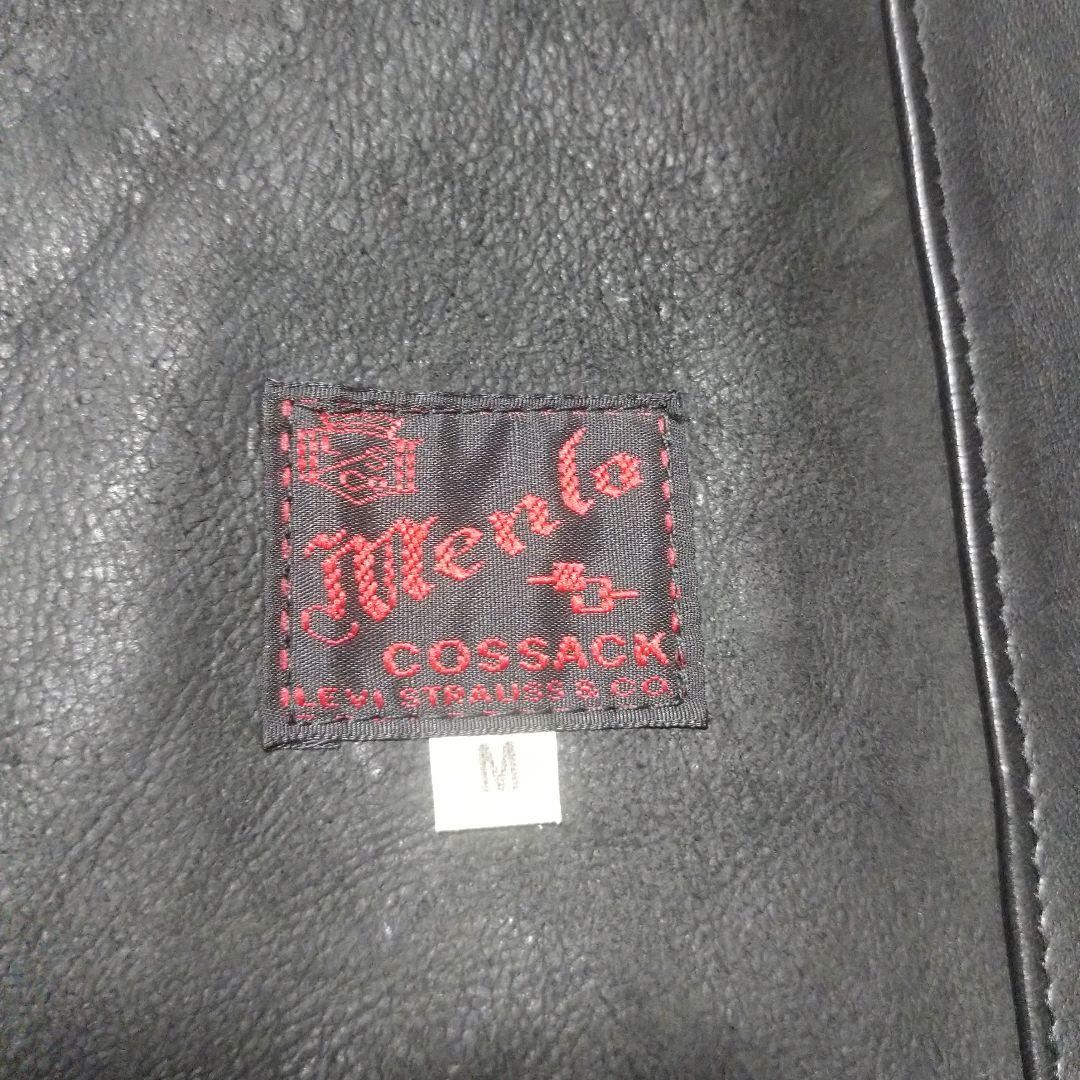 Menlo
COSSACK
LEVI STRAUSS & CO
M